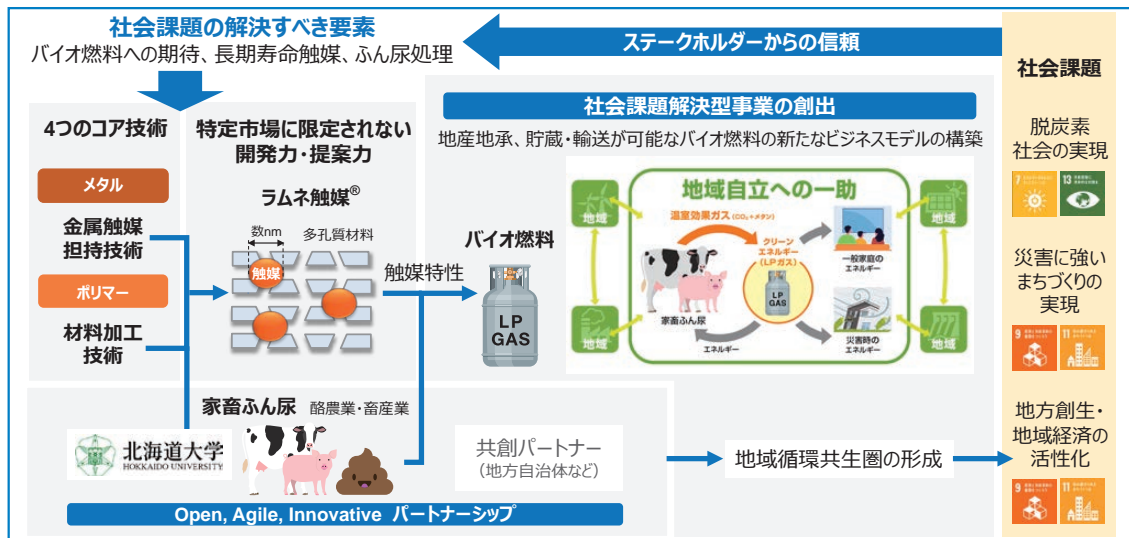 社会課題の解決すべき要素
バイオ燃料への期待、長期寿命触媒、ふん尿処理
ステークホルダーからの信頼
社会課題
4つのコア技術
メタル
金属触媒
担持技術
ポリマー
材料加工
技術
特定市場に限定されない
開発力・提案力
ラムネ触媒®
数nm
多孔質材料
触媒
触媒特性
社会課題解決型事業の創出
地産地承、貯蔵・輸送が可能なバイオ燃料の新たなビジネスモデルの構築
バイオ燃料
LP
GAS
地域自立への一助
地域
地域
地域
地域
温室効果ガス(CO₂+メタン)
クリーン
エネルギー
(LPガス)
LP
GAS
一般家庭の
エネルギー
家畜ふん尿
エネルギー
災害時の
エネルギー
脱炭素
社会の実現
7
13
災害に強い
まちづくりの
実現
9
11
地方創生・
地域経済の
活性化
9
11
家畜ふん尿 酪農業・畜産業
北海道大学
HOKKAIDO UNIVERSITY
共創パートナー
（地方自治体など）
地域循環共生圏の形成
Open, Agile, Innovative パートナーシップ